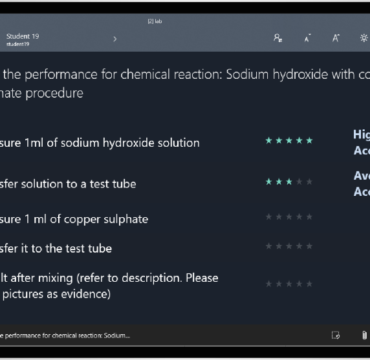 lab
Student 19
student19
the performance for chemical reaction: Sodium hydroxide with co
nate procedure
sure 1ml of sodium hydroxide solution
Hig
Acc
sfer solution to a test tube
Ave
Acc
sure 1 ml of copper sulphate
sfer it to the test tube
lt after mixing (refer to description. Please
pictures as evidence)
e the performance for chemical reaction: Sodium...